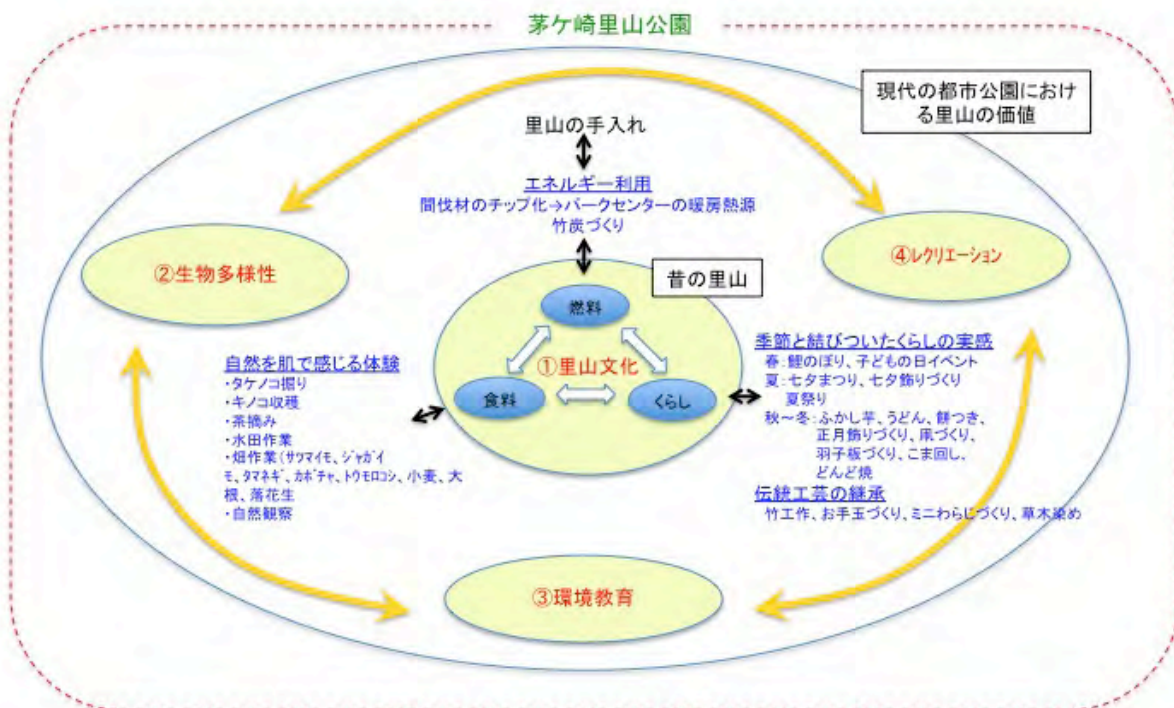 茅ケ崎里山公園
現代の都市公園におけ
る里山の価値
里山の手入れ
エネルギー利用
間伐材のチップ化→パークセンターの暖房熱源
竹炭づくり
②生物多様性
④ﾚｸﾘｴｰｼｮﾝ
昔の里山
燃料
①里山文化
食料
くらし
自然を肌で感じる体験
・タケノコ掘り
・キノコ収穫
・茶摘み
・水田作業
・畑作業（ｻﾂﾏｲﾓ、ｼﾞｬｶﾞｲ
ﾓ、ﾀﾏﾈｷﾞ、ｶﾎﾞﾁｬ、ﾄｳﾓﾛｺｼ、小麦、大
根、落花生
・自然観察
季節と結びついたくらしの実感
春：鯉のぼり、子どもの日イベント
夏：七夕まつり、七夕飾りづくり
夏祭り
秋～冬：ふかし芋、うどん、餅つき、
正月飾りづくり、凧づくり、
羽子板づくり、こま回し、
どんど焼
伝統工芸の継承
竹工作、お手玉づくり、ミニわらじづくり、草木染め
③環境教育